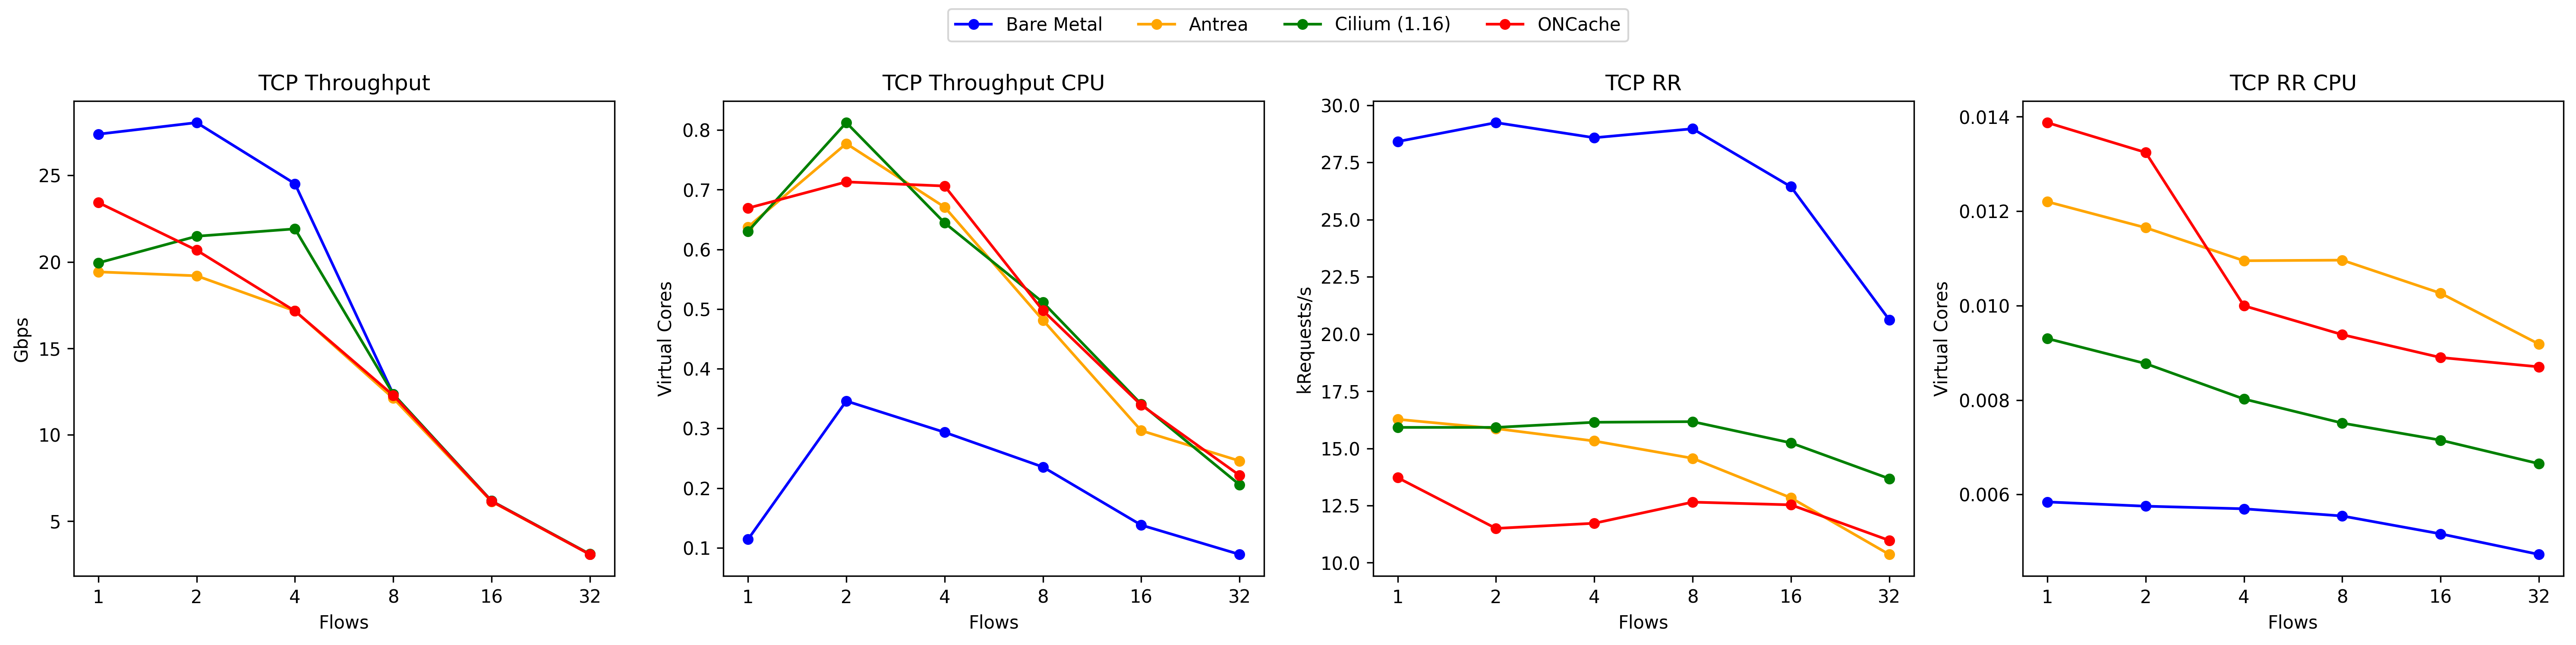 Bare Metal Antrea Cilium (1.16) ONCache
TCP Throughput
25
20
15
10
5
Gbps
1 2 4 8 16 32
Flows
TCP Throughput CPU
0.8
0.7
0.6
0.5
0.4
0.3
0.2
0.1
Virtual Cores
1 2 4 8 16 32
Flows
TCP RR
30.0
27.5
25.0
22.5
20.0
17.5
15.0
12.5
10.0
kRequests/s
1 2 4 8 16 32
Flows
TCP RR CPU
0.014
0.012
0.010
0.008
0.006
Virtual Cores
1 2 4 8 16 32
Flows